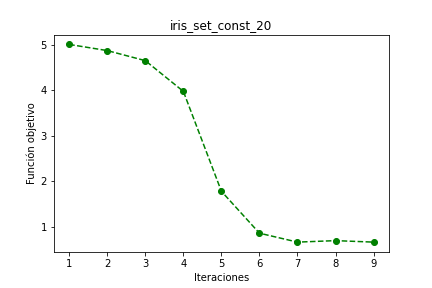 iris_set_const_20
Función objetivo
5
4
3
2
1
1 2 3 4 5 6 7 8 9
Iteraciones